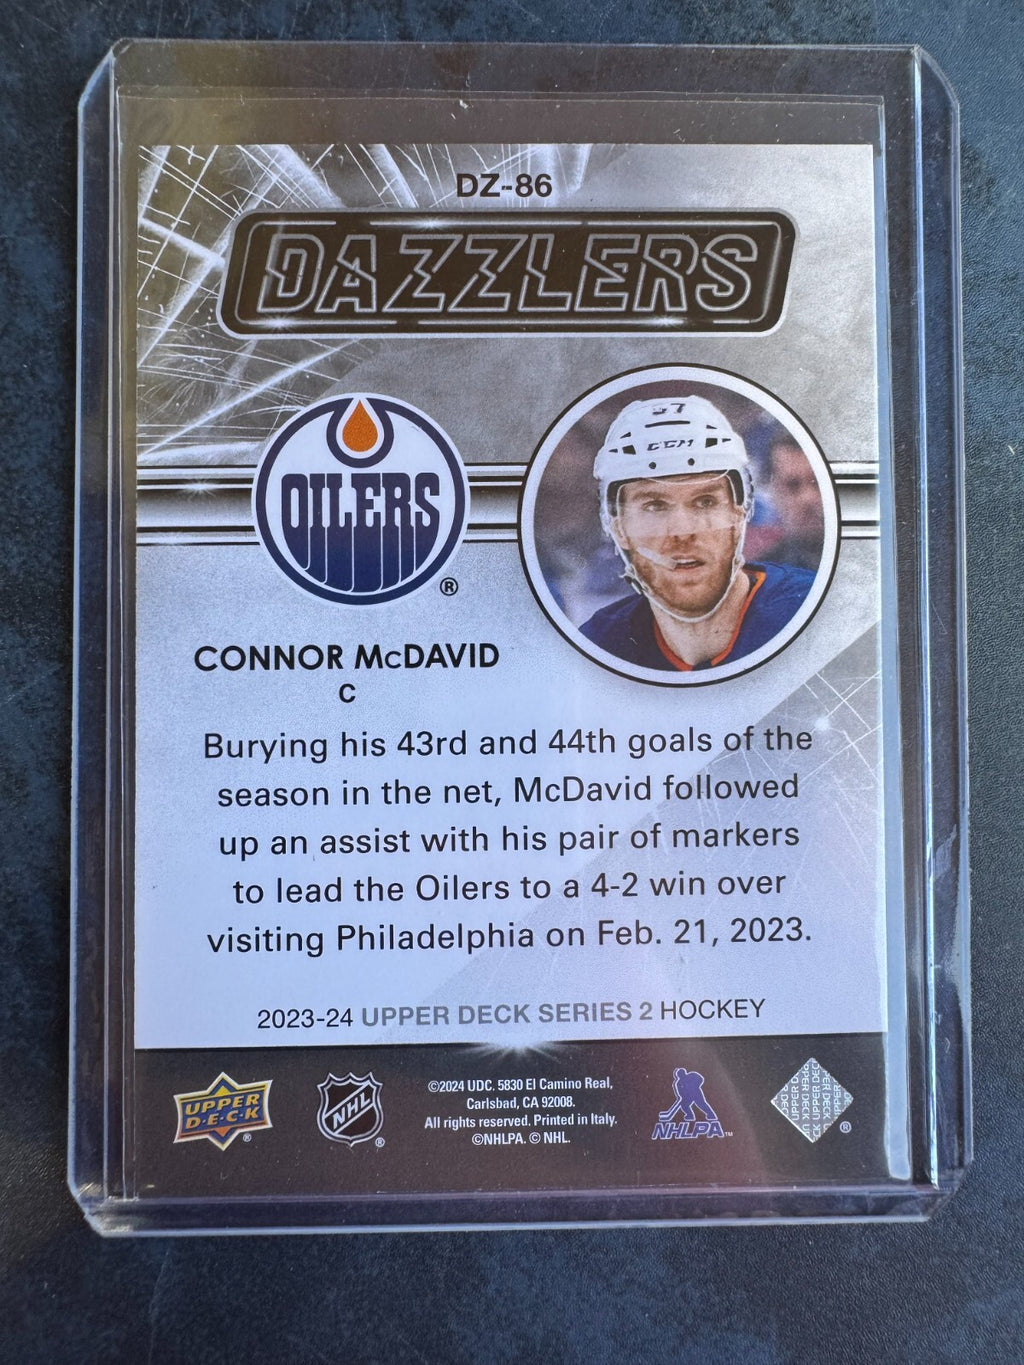 DZ-86
DAZZLERS
OILERS
®
CCM
CONNOR McDAVID
C
Burying his 43rd and 44th goals of the
season in the net, McDavid followed
up an assist with his pair of markers
to lead the Oilers to a 4-2 win over
visiting Philadelphia on Feb. 21, 2023.
2023-24 UPPER DECK SERIES 2 HOCKEY
UPPER
D·E·C·K
®
NHL
®
©2024 UDC. 5830 El Camino Real,
Carlsbad, CA 92008.
All rights reserved. Printed in Italy.
©NHLPA. © NHL.
NHLPA
™
®